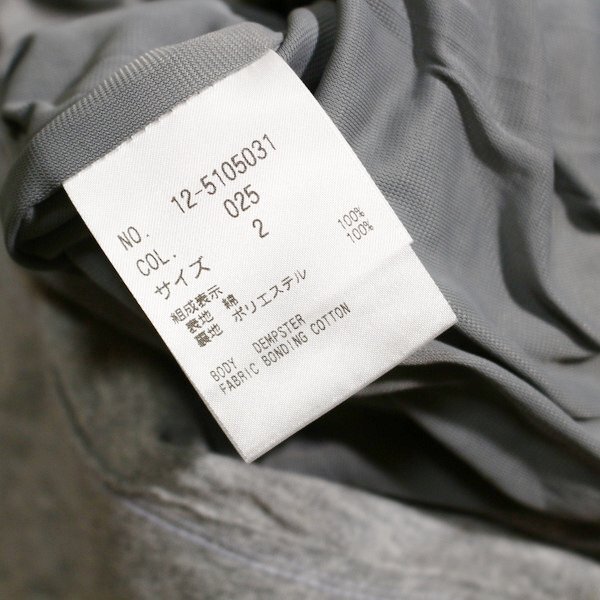 NO. 12-5105031
COL. 025
サイズ 2
組成表示
表地 綿 100%
裏地 ポリエステル 100%
BODY DEMPSTER
FABRIC BONDING COTTON